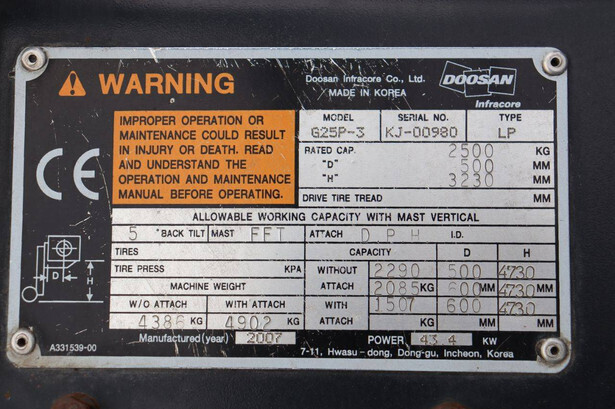 WARNING
Doosan Infracore Co., Ltd.
MADE IN KOREA
DOOSAN
Infracore
IMPROPER OPERATION OR
MAINTENANCE COULD RESULT
IN INJURY OR DEATH. READ
AND UNDERSTAND THE
OPERATION AND MAINTENANCE
MANUAL BEFORE OPERATING.
MODEL SERIAL NO. TYPE
G25P-3 KJ-00980 LP
RATED CAP. 2500 KG
"D" 500 MM
"H" 3230 MM
DRIVE TIRE TREAD MM
CE
ALLOWABLE WORKING CAPACITY WITH MAST VERTICAL
5 °BACK TILT MAST FFT ATTACH D P H I.D.
TIRES CAPACITY D H
TIRE PRESS KPA WITHOUT 2290 500 4730
MACHINE WEIGHT ATTACH 2085 KG 600 MM 4730 MM
W/O ATTACH WITH ATTACH WITH 1507 600 4730
4386 KG 4902 KG ATTACH KG MM MM
Manufactured (year) 2007 POWER 43.4 KW
7-11, Hwasu-dong, Dong-gu, Incheon, Korea
A331539-00
D
H